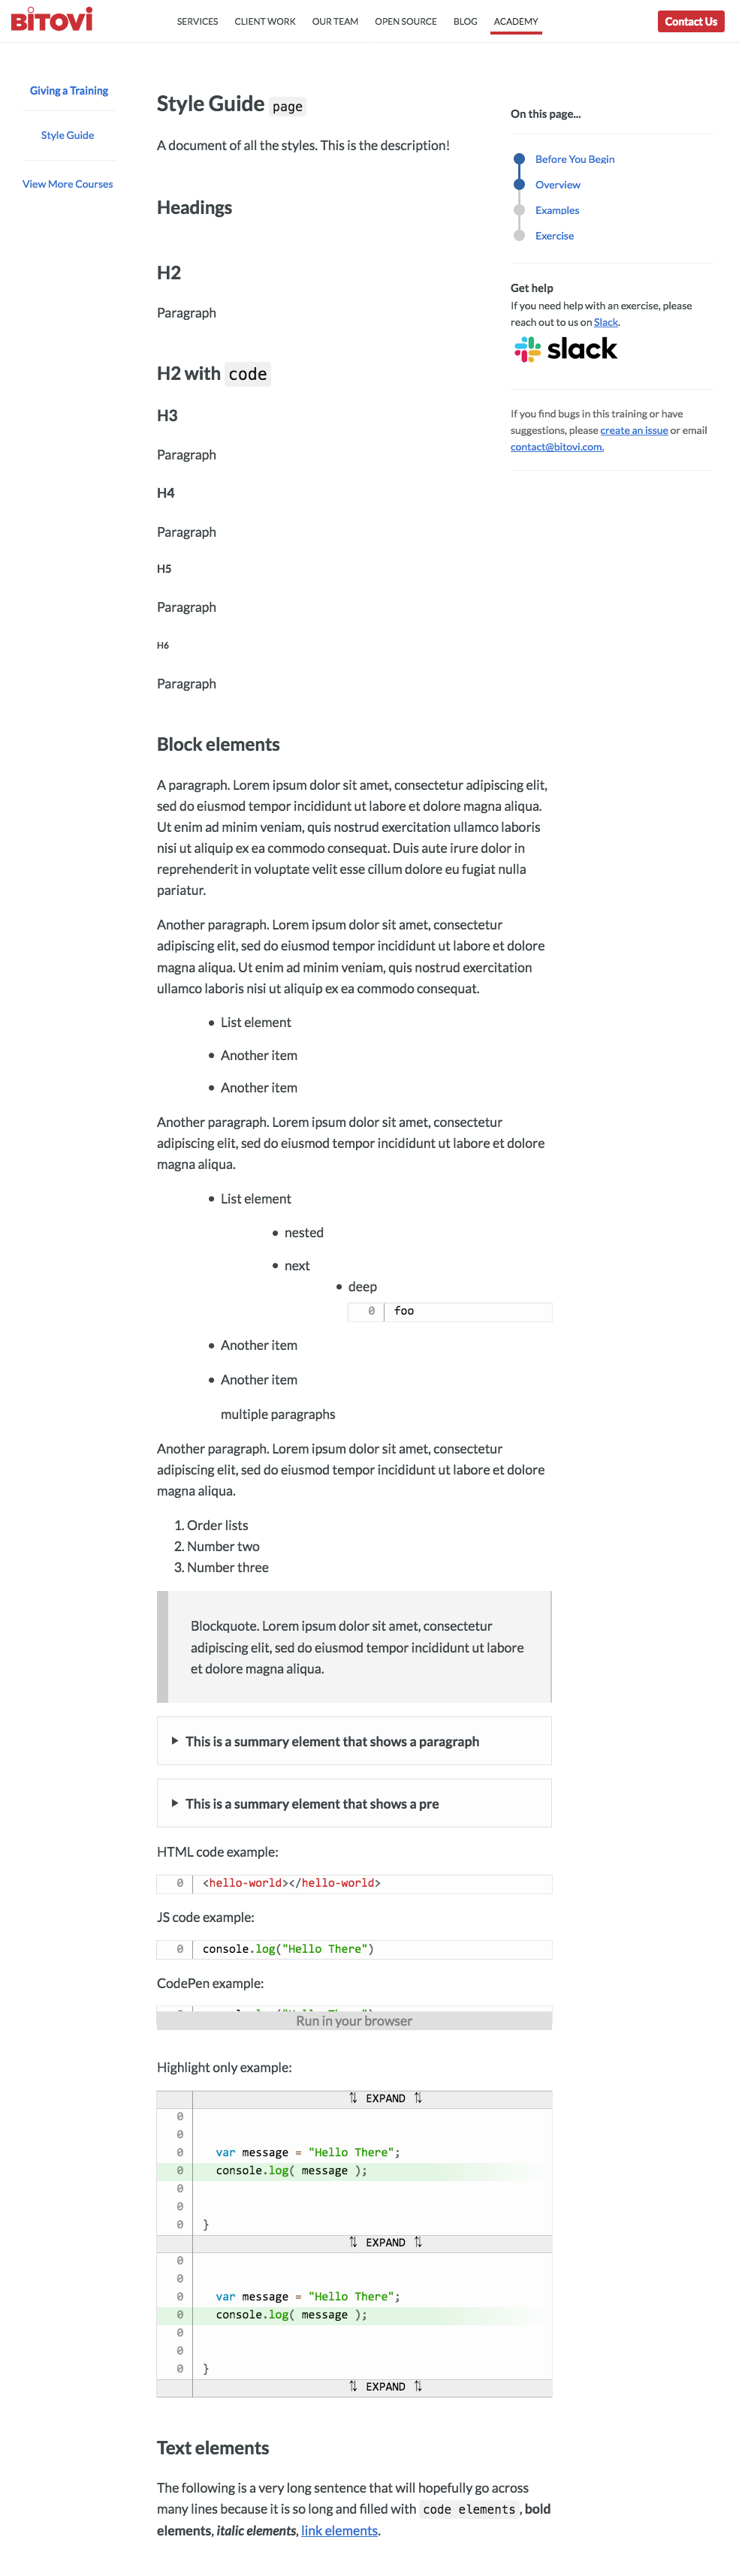 BITOVI
SERVICES CLIENT WORK OUR TEAM OPEN SOURCE BLOG ACADEMY
Contact Us
Giving a Training
Style Guide
View More Courses
Style Guide page
A document of all the styles. This is the description!
Headings
H2
Paragraph
H2 with code
H3
Paragraph
H4
Paragraph
H5
Paragraph
H6
Paragraph
Block elements
A paragraph. Lorem ipsum dolor sit amet, consectetur adipiscing elit,
sed do eiusmod tempor incididunt ut labore et dolore magna aliqua.
Ut enim ad minim veniam, quis nostrud exercitation ullamco laboris
nisi ut aliquip ex ea commodo consequat. Duis aute irure dolor in
reprehenderit in voluptate velit esse cillum dolore eu fugiat nulla
pariatur.
Another paragraph. Lorem ipsum dolor sit amet, consectetur
adipiscing elit, sed do eiusmod tempor incididunt ut labore et dolore
magna aliqua. Ut enim ad minim veniam, quis nostrud exercitation
ullamco laboris nisi ut aliquip ex ea commodo consequat.
• List element
• Another item
• Another item
Another paragraph. Lorem ipsum dolor sit amet, consectetur
adipiscing elit, sed do eiusmod tempor incididunt ut labore et dolore
magna aliqua.
• List element
• nested
• next
• deep
0 foo
• Another item
• Another item
multiple paragraphs
Another paragraph. Lorem ipsum dolor sit amet, consectetur
adipiscing elit, sed do eiusmod tempor incididunt ut labore et dolore
magna aliqua.
1. Order lists
2. Number two
3. Number three
Blockquote. Lorem ipsum dolor sit amet, consectetur
adipiscing elit, sed do eiusmod tempor incididunt ut labore
et dolore magna aliqua.
▶ This is a summary element that shows a paragraph
▶ This is a summary element that shows a pre
HTML code example:
0 <hello-world></hello-world>
JS code example:
0 console.log("Hello There")
CodePen example:
Run in your browser
Highlight only example:
⇅ EXPAND ⇅
0
0
0 var message = "Hello There";
0 console.log( message );
0
0
0 }
⇅ EXPAND ⇅
0
0
0 var message = "Hello There";
0 console.log( message );
0
0
0 }
⇅ EXPAND ⇅
Text elements
The following is a very long sentence that will hopefully go across
many lines because it is so long and filled with code elements, bold
elements, italic elements, link elements.
On this page...
Before You Begin
Overview
Examples
Exercise
Get help
If you need help with an exercise, please
reach out to us on Slack.
slack
If you find bugs in this training or have
suggestions, please create an issue or email
contact@bitovi.com.